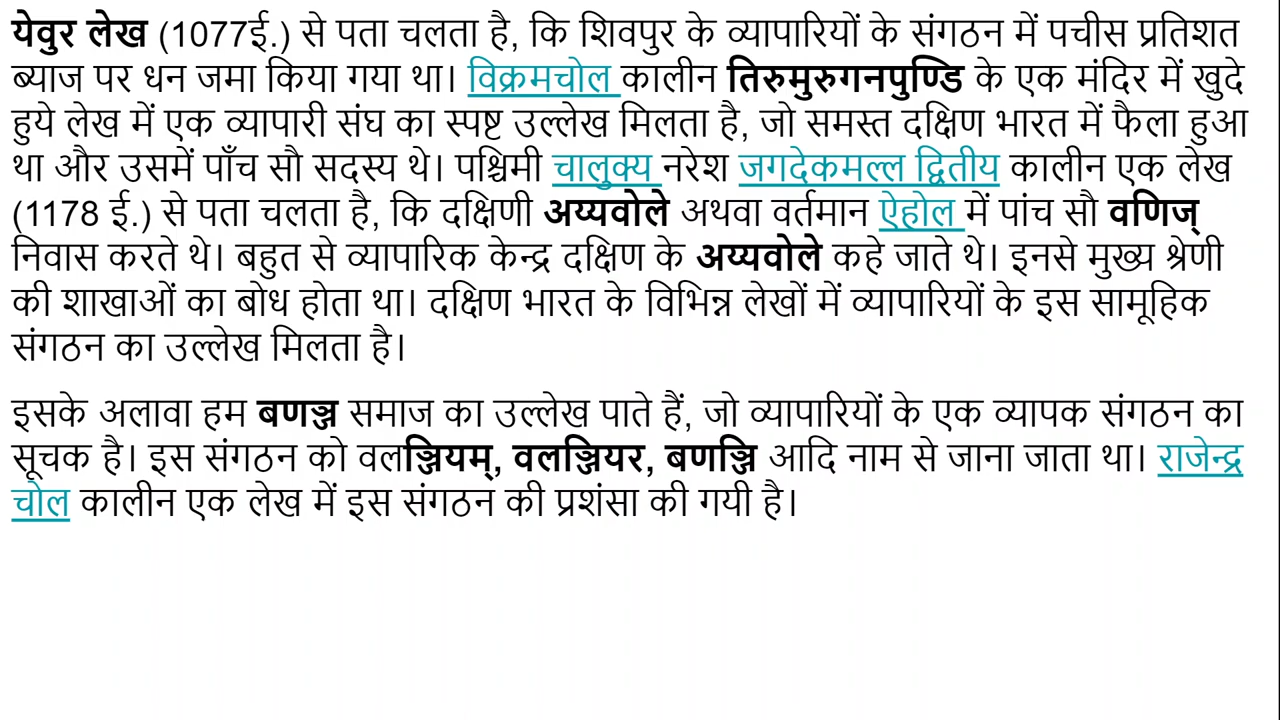 येवुर लेख (1077ई.) से पता चलता है, कि शिवपुर के व्यापारियों के संगठन में पचीस प्रतिशत
ब्याज पर धन जमा किया गया था। विक्रमचोल कालीन तिरुमुरुगनपुण्डि के एक मंदिर में खुदे
हुये लेख में एक व्यापारी संघ का स्पष्ट उल्लेख मिलता है, जो समस्त दक्षिण भारत में फैला हुआ
था और उसमें पाँच सौ सदस्य थे। पश्चिमी चालुक्य नरेश जगदेकमल्ल द्वितीय कालीन एक लेख
(1178 ई.) से पता चलता है, कि दक्षिणी अय्यवोले अथवा वर्तमान ऐहोल में पांच सौ वणिज्
निवास करते थे। बहुत से व्यापारिक केन्द्र दक्षिण के अय्यवोले कहे जाते थे। इनसे मुख्य श्रेणी
की शाखाओं का बोध होता था। दक्षिण भारत के विभिन्न लेखों में व्यापारियों के इस सामूहिक
संगठन का उल्लेख मिलता है।
इसके अलावा हम बणञ्ज समाज का उल्लेख पाते हैं, जो व्यापारियों के एक व्यापक संगठन का
सूचक है। इस संगठन को वलञ्जियम्, वलञ्जियर, बणञ्जि आदि नाम से जाना जाता था। राजेन्द्र
चोल कालीन एक लेख में इस संगठन की प्रशंसा की गयी है।